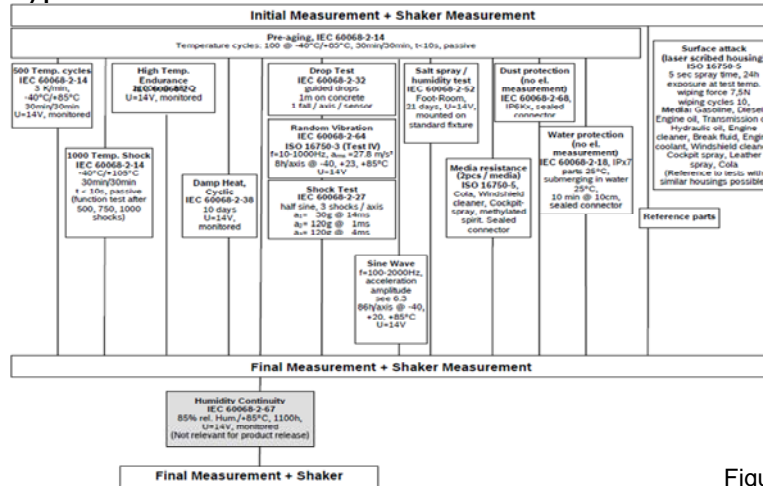 Initial Measurement + Shaker Measurement
Pre-aging, IEC 60068-2-14
Temperature cycles. 100 @ -40°C/+85°C, 30min/30min, t<10s, passive
500 Temp. cycles
IEC 60068-2-14
3 K/min,
-40°C/+85°C
30min/30min
U=14V, monitored
1000 Temp. Shock
IEC 60068-2-14
-40°C/+105°C
30min/30min
t < 10s, passive
(function test after
500, 750, 1000
shocks)
High Temp.
Endurance
U=14V, monitored
Damp Heat,
Cyclic
IEC 60068-2-38
10 days
U=14V,
monitored
Drop Test
IEC 60068-2-32
guided drops
1m on concrete
1 fall / axis / sensor
Random Vibration
IEC 60068-2-64
ISO 16750-3 (Test IV)
f=10-1000Hz, aᵣₘₛ =27.8 m/s²
8h/axis @ -40, +23, +85°C
U=14V
Shock Test
IEC 60068-2-27
half sine, 3 shocks / axis
a₁= 30g @ 14ms
a₂= 120g @ 1ms
120g @ 4ms
Sine Wave
f=100-2000Hz,
acceleration
amplitude
see 6.3
86h/axis @ -40,
+20. +85°C
U=14V
Salt spray /
humidity test
IEC 60068-2-52
Foot-Room,
21 days, U=14V,
mounted on
standard fixture
Media resistance
(2pcs / media)
ISO 16750-5,
Cola, Windshield
cleaner, Cockpit-
spray, methylated
spirit. Sealed
connector
Dust protection
(no el.
measurement)
IEC 60068-2-68,
IP6Kx, sealed
connector
Water protection
(no el.
measurement)
IEC 60068-2-18, IPx7
parts 25°C,
submerging in water
25°C,
10 min @ 10cm,
sealed connector
Surface attack
(laser scribed housing)
ISO 16750-5
5 sec spray time, 24h
exposure at test temp.
wiping force 7,5N
wiping cycles 10,
Media: Gasoline, Diesel,
Engine oil, Transmission
Hydraulic oil, Engine
cleaner, Break fluid, Engine
coolant, Windshield cleaner
Cockpit spray, Leather
spray, Cola
(Reference to tests with
similar housings possible)
Reference parts
Final Measurement + Shaker Measurement
Humidity Continuity
IEC 60068-2-67
85% rel. Hum./+85°C, 1100h,
U=14V, monitored
(Not relevant for product release)
Final Measurement + Shaker
Figu